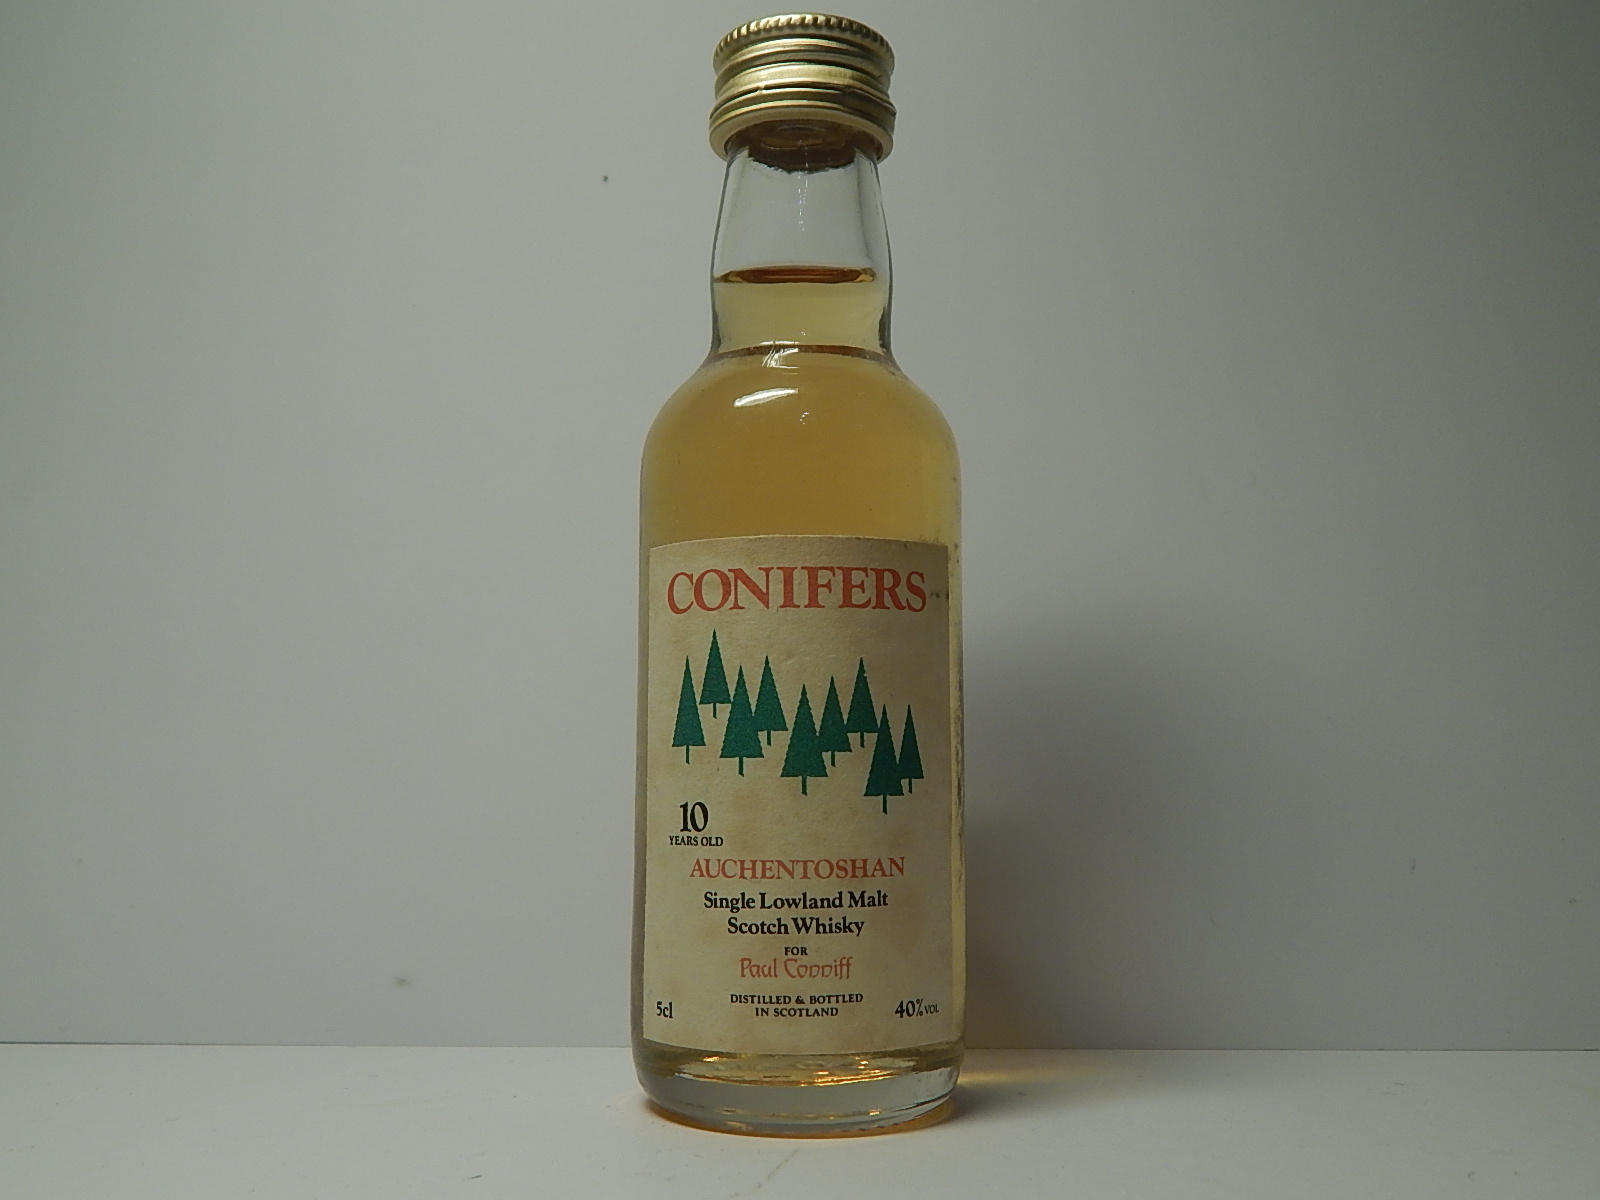 CONIFERS
10
YEARS OLD
AUCHENTOSHAN
Single Lowland Malt
Scotch Whisky
FOR
Paul Conniff
DISTILLED & BOTTLED
IN SCOTLAND
5cl
40% VOL